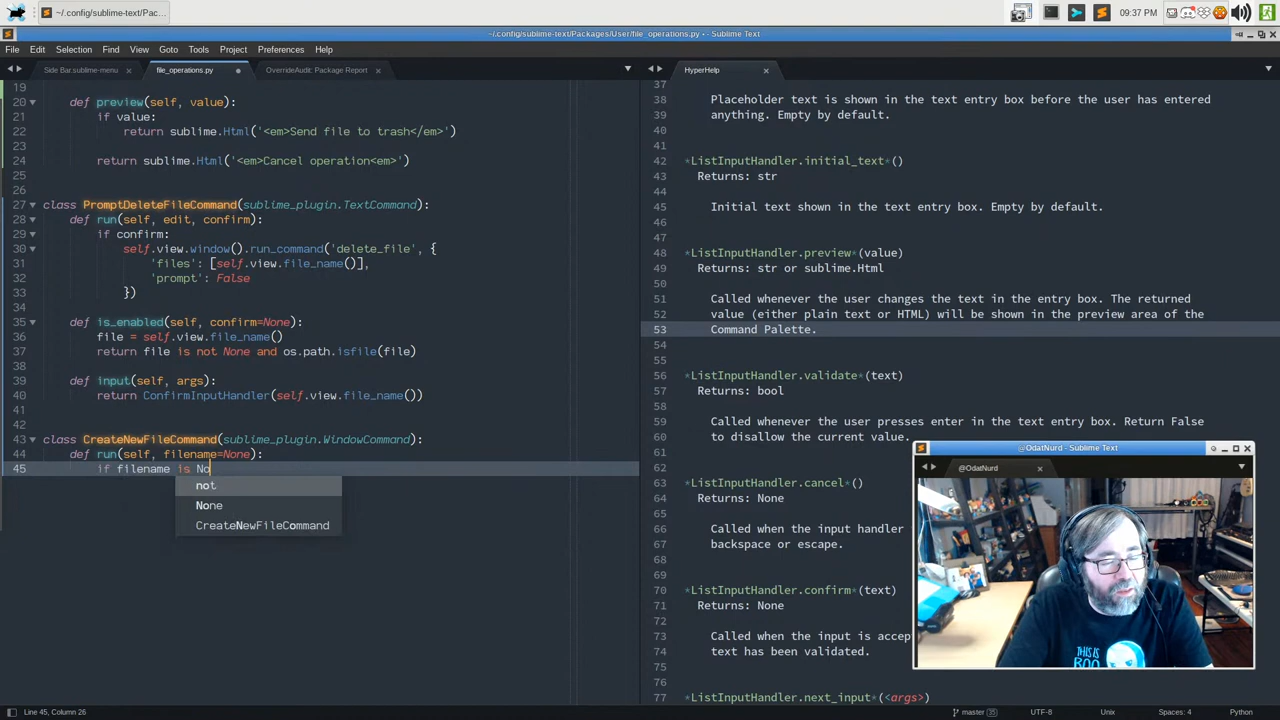 ~/.config/sublime-text/Pac...
09:37 PM
~/.config/sublime-text/Packages/User/file_operations.py • - Sublime Text
File Edit Selection Find View Goto Tools Project Preferences Help
Side Bar.sublime-menu
file_operations.py
OverrideAudit: Package Report
19
20 def preview(self, value):
21 if value:
22 return sublime.Html('<em>Send file to trash</em>')
23
24 return sublime.Html('<em>Cancel operation<em>')
25
26
27 class PromptDeleteFileCommand(sublime_plugin.TextCommand):
28 def run(self, edit, confirm):
29 if confirm:
30 self.view.window().run_command('delete_file', {
31 'files': [self.view.file_name()],
32 'prompt': False
33 })
34
35 def is_enabled(self, confirm=None):
36 file = self.view.file_name()
37 return file is not None and os.path.isfile(file)
38
39 def input(self, args):
40 return ConfirmInputHandler(self.view.file_name())
41
42
43 class CreateNewFileCommand(sublime_plugin.WindowCommand):
44 def run(self, filename=None):
45 if filename is No
not
None
CreateNewFileCommand
HyperHelp
37
38 Placeholder text is shown in the text entry box before the user has entered
39 anything. Empty by default.
40
41
42 *ListInputHandler.initial_text*()
43 Returns: str
44
45 Initial text shown in the text entry box. Empty by default.
46
47
48 *ListInputHandler.preview*(value)
49 Returns: str or sublime.Html
50
51 Called whenever the user changes the text in the entry box. The returned
52 value (either plain text or HTML) will be shown in the preview area of the
53 Command Palette.
54
55
56 *ListInputHandler.validate*(text)
57 Returns: bool
58
59 Called whenever the user presses enter in the text entry box. Return False
60 to disallow the current value.
61
62
63 *ListInputHandler.cancel*()
64 Returns: None
65
66 Called when the input handler
67 backspace or escape.
68
69
70 *ListInputHandler.confirm*(text)
71 Returns: None
72
73 Called when the input is accep
74 text has been validated.
75
76
77 *ListInputHandler.next_input*(<args>)
@OdatNurd - Sublime Text
@OdatNurd
THIS IS
BOO
Line 45, Column 26
master 15
UTF-8
Unix
Spaces: 4
Python